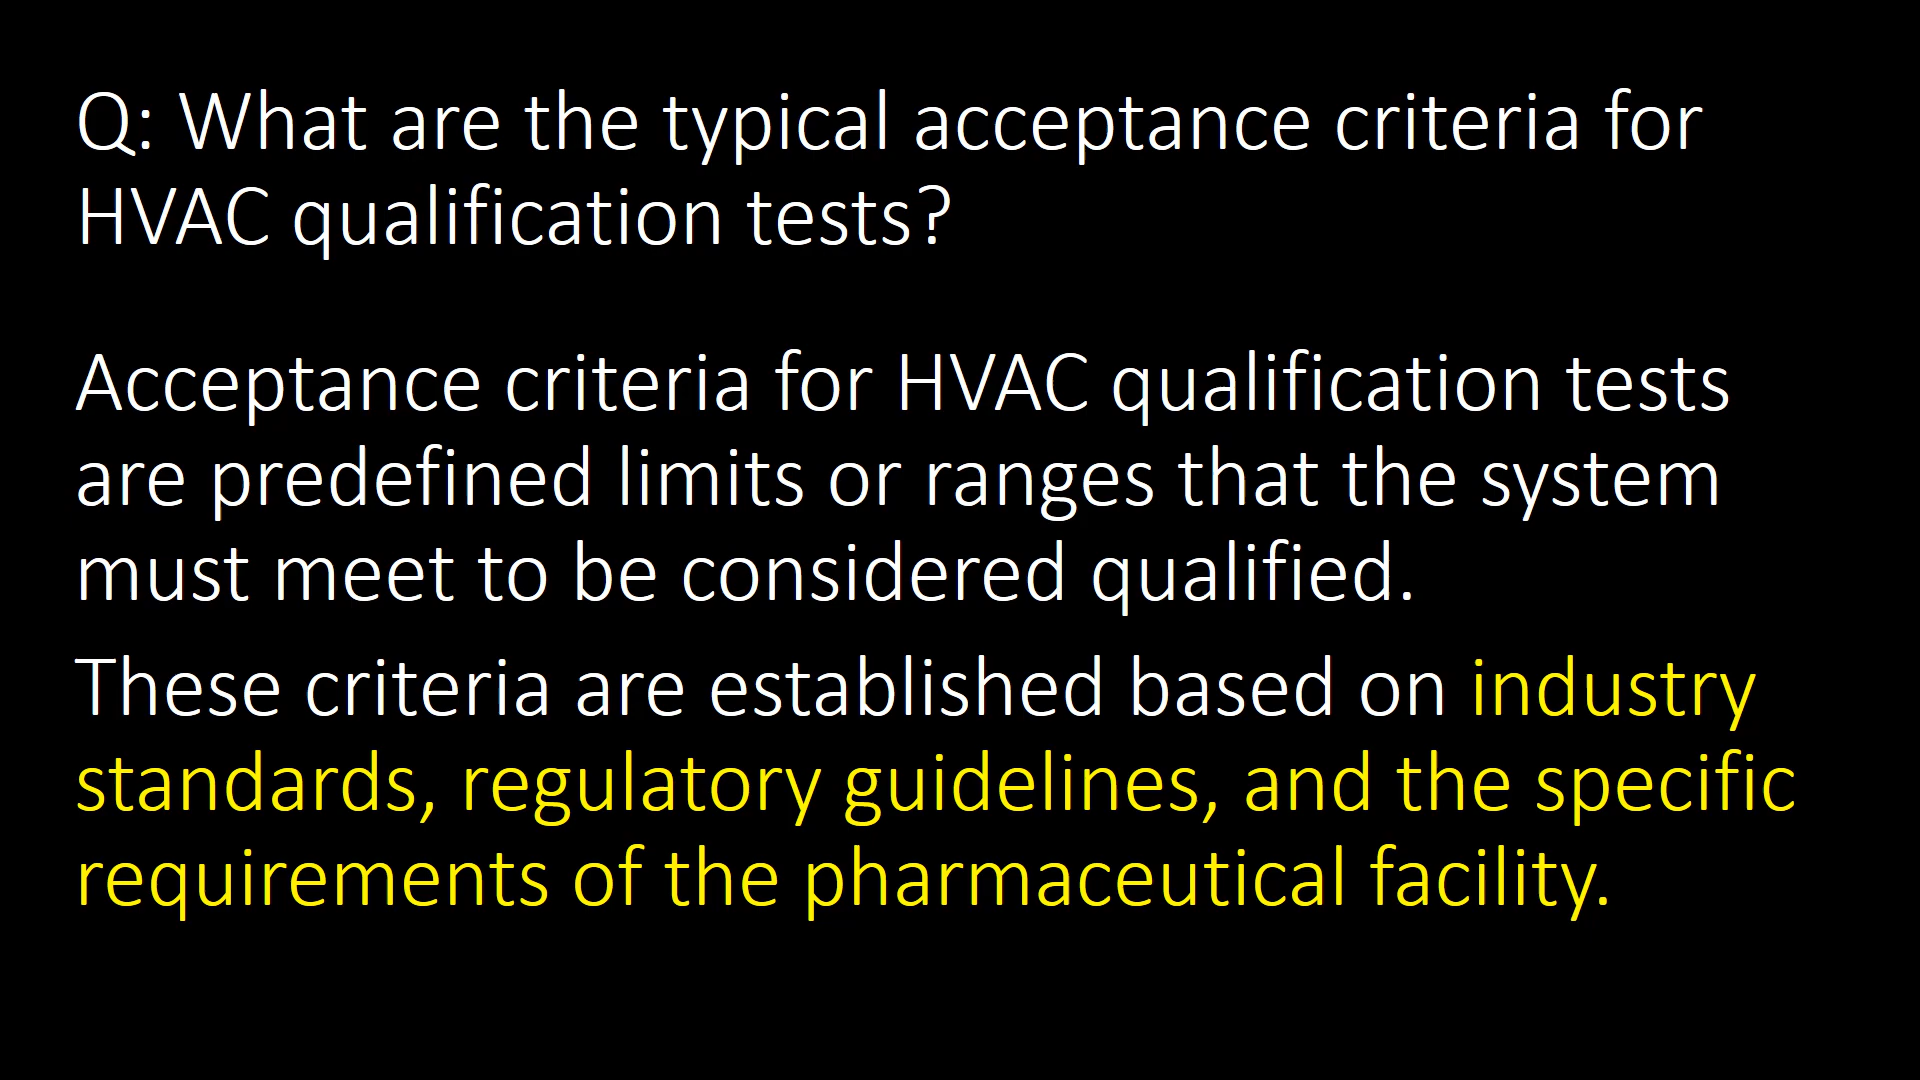 Q: What are the typical acceptance criteria for
HVAC qualification tests?
Acceptance criteria for HVAC qualification tests
are predefined limits or ranges that the system
must meet to be considered qualified.
These criteria are established based on industry
standards, regulatory guidelines, and the specific
requirements of the pharmaceutical facility.